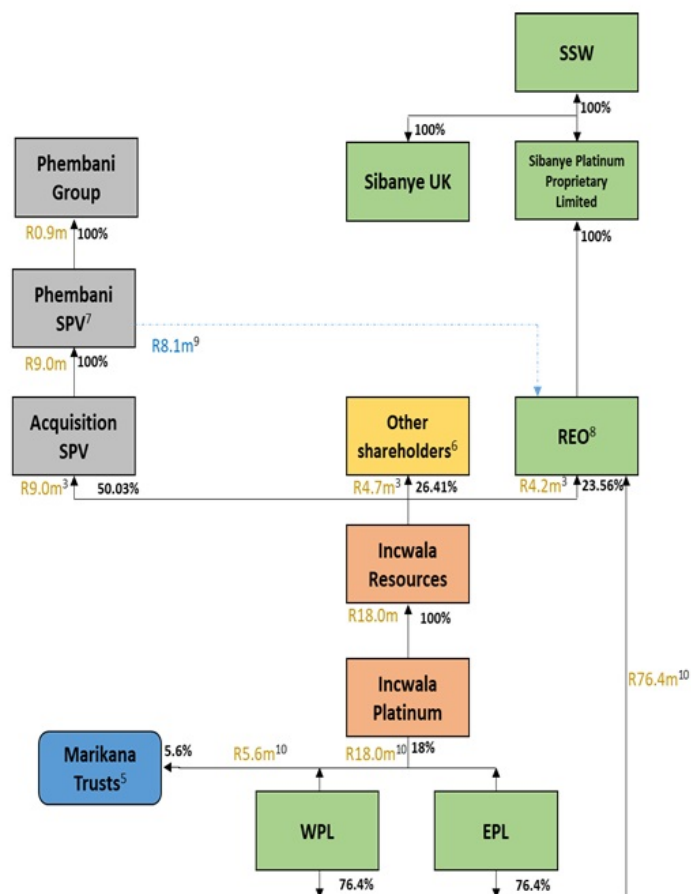 SSW
100%
100%
Phembani
Group
Sibanye UK
Sibanye Platinum
Proprietary
Limited
R0.9m 100%
100%
Phembani
SPV7
R8.1m9
R9.0m 100%
Acquisition
SPV
Other
shareholders6
REO8
R9.0m3 50.03%
R4.7m3 26.41%
R4.2m3 23.56%
Incwala
Resources
R18.0m 100%
Incwala
Platinum
R76.4m10
Marikana
Trusts5
5.6%
R5.6m10
R18.0m10 18%
WPL
EPL
76.4%
76.4%